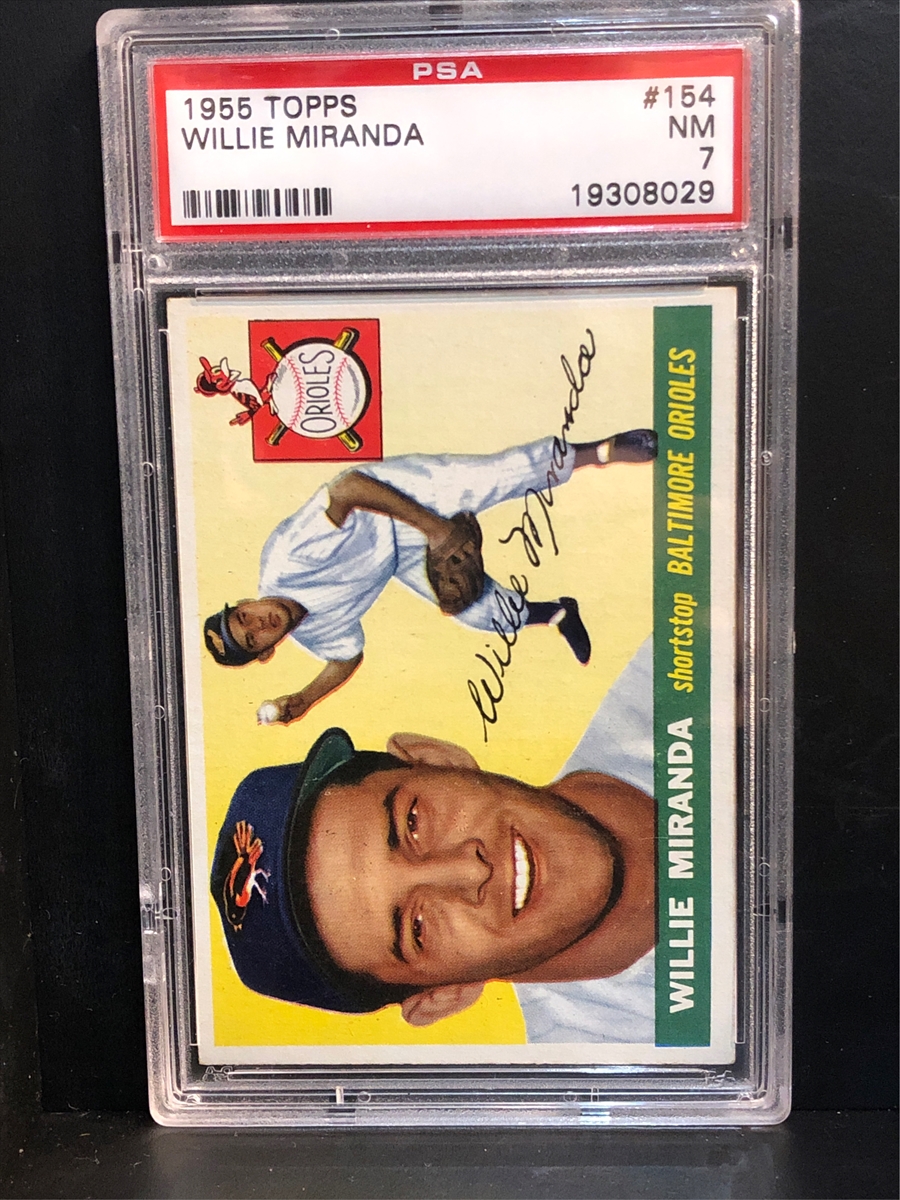 PSA
1955 TOPPS #154
WILLIE MIRANDA NM
7
19308029
ORIOLES
Willie Miranda
WILLIE MIRANDA shortstop BALTIMORE ORIOLES